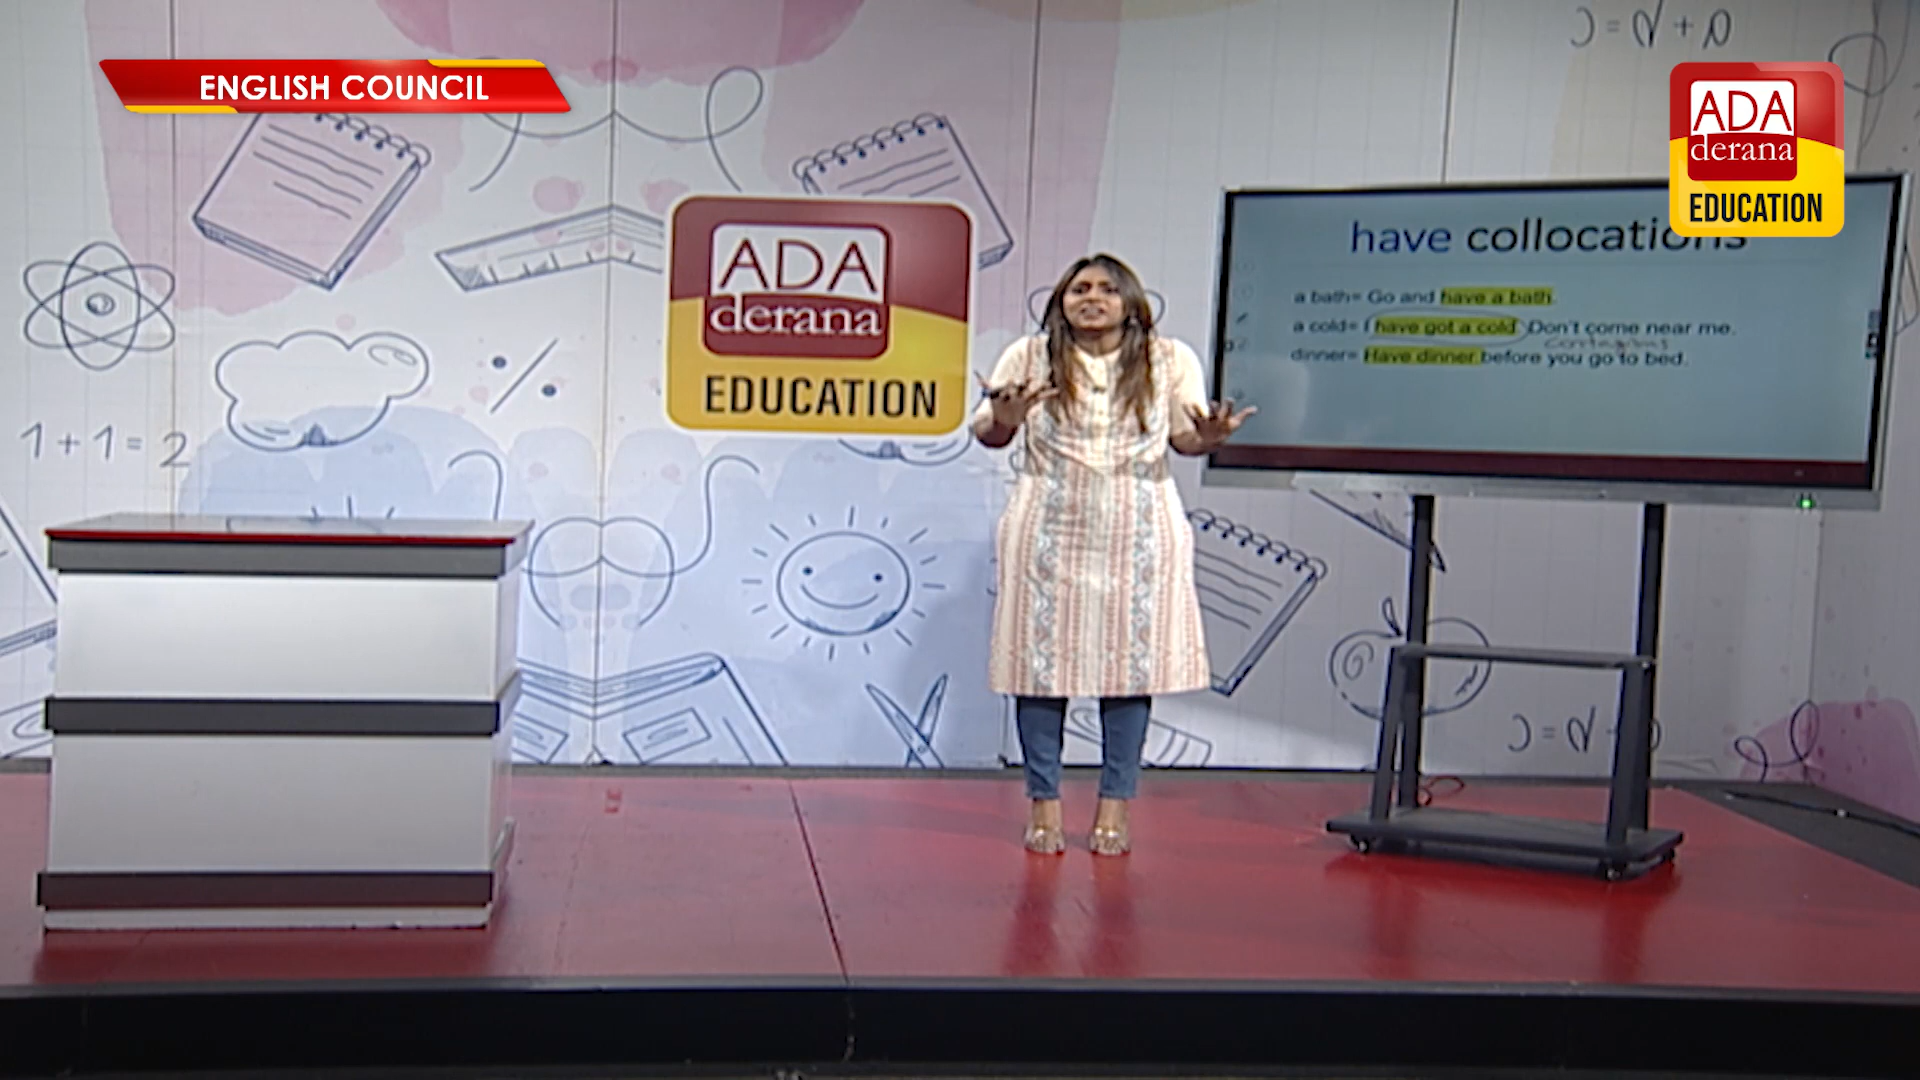 ENGLISH COUNCIL
ADA
derana
EDUCATION
ADA
derana
EDUCATION
have collocations
a bath= Go and have a bath.
a cold= I have got a cold. Don't come near me.
contagious
dinner= Have dinner before you go to bed.
1+1=2